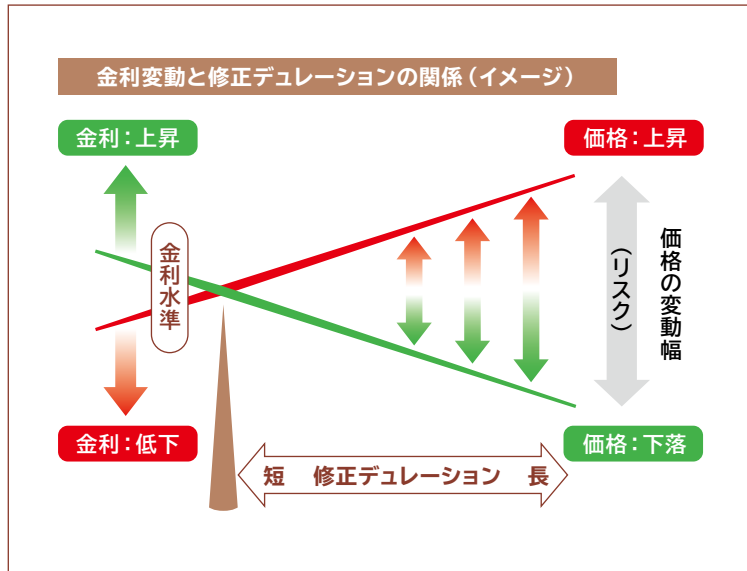 金利変動と修正デュレーションの関係（イメージ）
金利：上昇
価格：上昇
金利水準
価格の変動幅
（リスク）
金利：低下
価格：下落
短 修正デュレーション 長